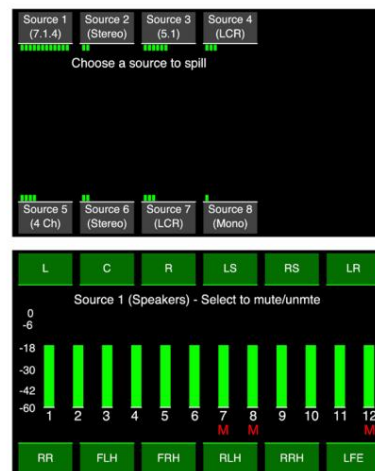 Source 1 Source 2 Source 3 Source 4
(7.1.4) (Stereo) (5.1) (LCR)
Choose a source to spill
Source 5 Source 6 Source 7 Source 8
(4 Ch) (Stereo) (LCR) (Mono)
L C R LS RS LR
Source 1 (Speakers) - Select to mute/unmte
0
-6
-18
-30
-42
-60
1 2 3 4 5 6 7 8 9 10 11 12
M M M
RR FLH FRH RLH RRH LFE